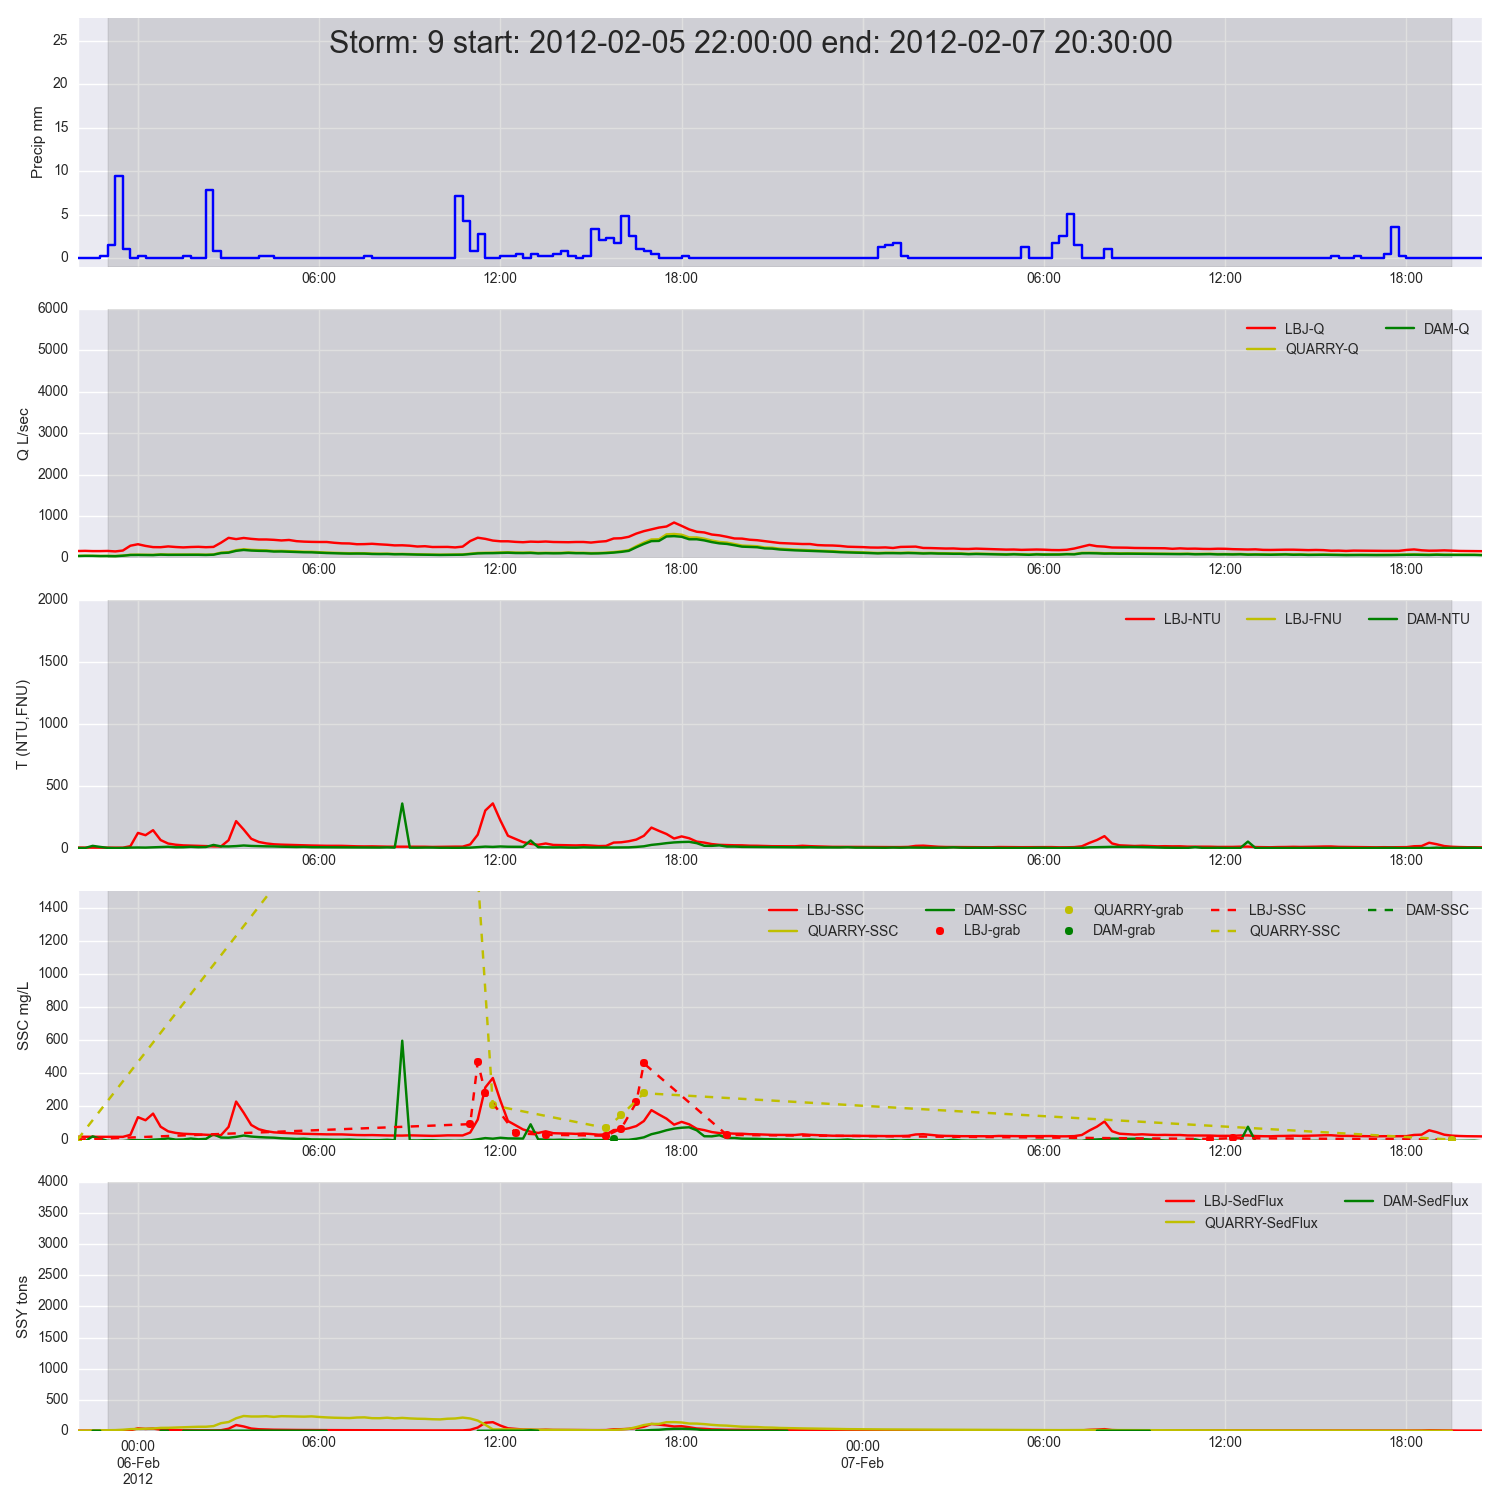 Storm: 9 start: 2012-02-05 22:00:00 end: 2012-02-07 20:30:00
Precip mm
25
20
15
10
5
0
06:00 12:00 18:00 06:00 12:00 18:00
Q L/sec
6000
5000
4000
3000
2000
1000
0
LBJ-Q DAM-Q
QUARRY-Q
06:00 12:00 18:00 06:00 12:00 18:00
T (NTU,FNU)
2000
1500
1000
500
0
LBJ-NTU LBJ-FNU DAM-NTU
06:00 12:00 18:00 06:00 12:00 18:00
SSC mg/L
1400
1200
1000
800
600
400
200
0
LBJ-SSC DAM-SSC QUARRY-grab LBJ-SSC DAM-SSC
QUARRY-SSC LBJ-grab DAM-grab QUARRY-SSC
06:00 12:00 18:00 06:00 12:00 18:00
SSY tons
4000
3500
3000
2500
2000
1500
1000
500
0
LBJ-SedFlux DAM-SedFlux
QUARRY-SedFlux
00:00 06:00 12:00 18:00 00:00 06:00 12:00 18:00
06-Feb 07-Feb
2012